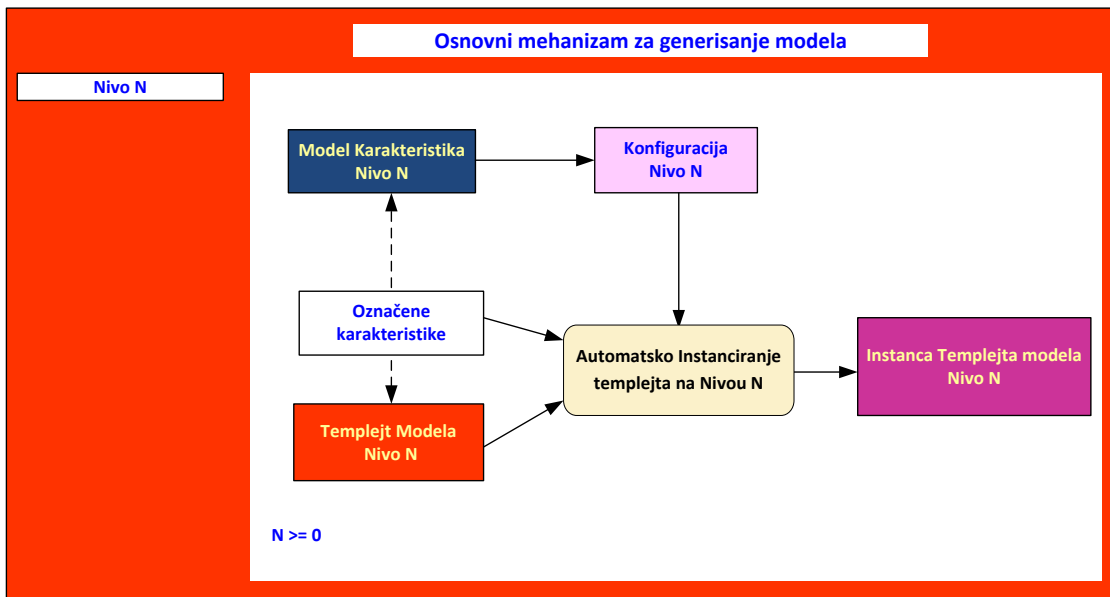 Osnovni mehanizam za generisanje modela
Nivo N
Model Karakteristika
Nivo N
Konfiguracija
Nivo N
Označene
karakteristike
Automatsko Instanciranje
templejta na Nivou N
Instanca Templejta modela
Nivo N
Templejt Modela
Nivo N
N >= 0